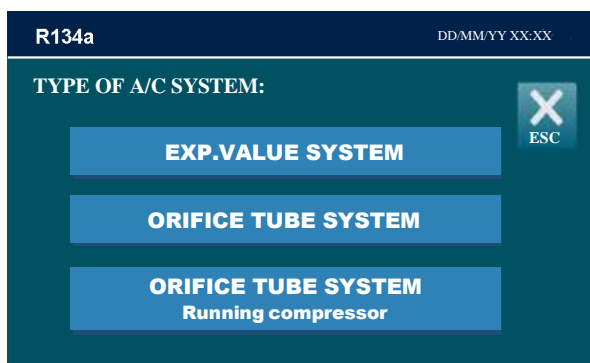 R134a DD/MM/YY XX:XX
TYPE OF A/C SYSTEM:
ESC
EXP.VALUE SYSTEM
ORIFICE TUBE SYSTEM
ORIFICE TUBE SYSTEM
Running compressor